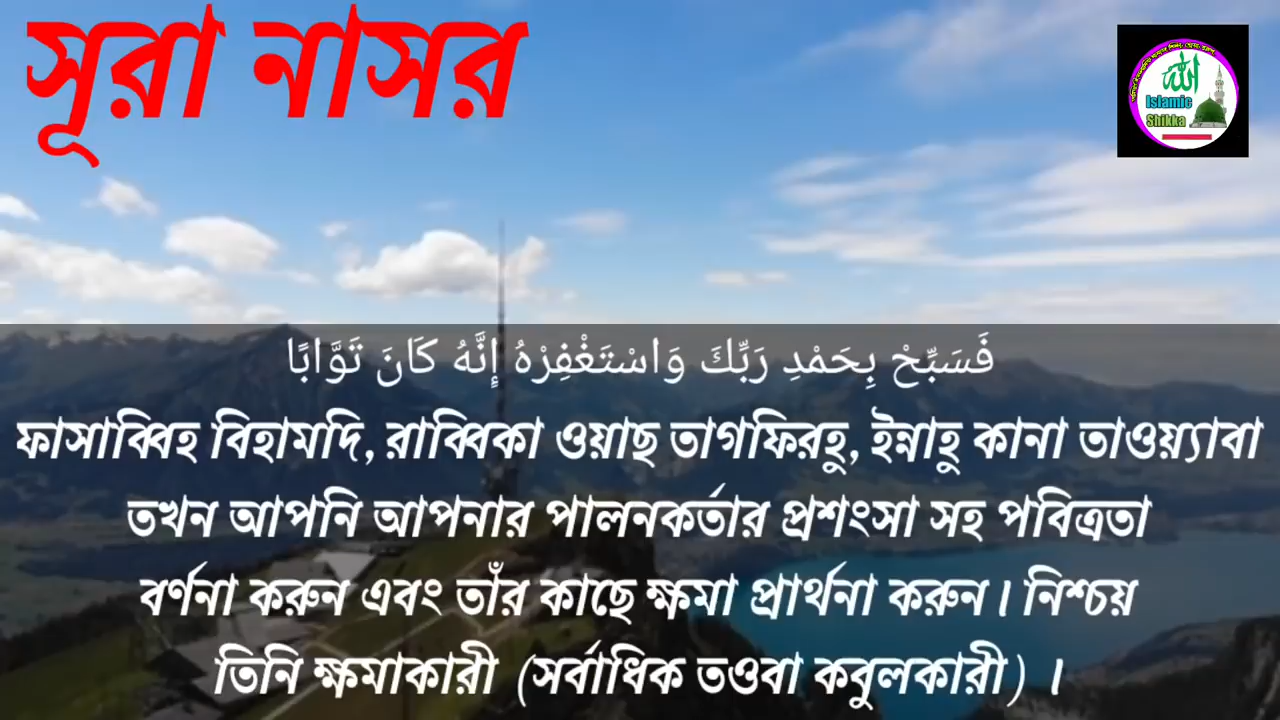 সূরা নাসর
الله
Islamic
Shikka
فَسَبِّحْ بِحَمْدِ رَبِّكَ وَاسْتَغْفِرْهُ إِنَّهُ كَانَ تَوَّابًا
ফাসাব্বিহ বিহামদি, রাব্বিকা ওয়াছ তাগফিরহু, ইন্নাহু কানা তাওয়্যাবা
তখন আপনি আপনার পালনকর্তার প্রশংসা সহ পবিত্রতা
বর্ণনা করুন এবং তাঁর কাছে ক্ষমা প্রার্থনা করুন। নিশ্চয়
তিনি ক্ষমাকারী (সর্বাধিক তওবা কবুলকারী) ।